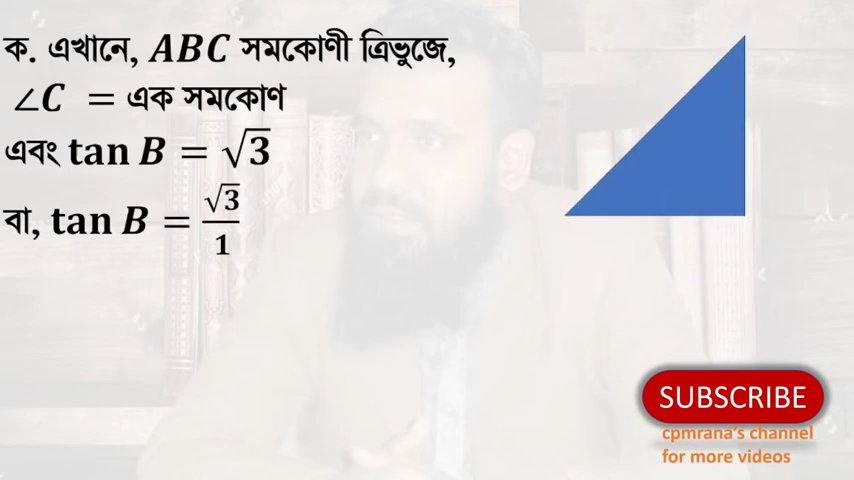 ক. এখানে, ABC সমকোণী ত্রিভুজে,
∠C = এক সমকোণ
এবং tan B = √3
বা, tan B = √3/1
SUBSCRIBE
cpmrana's channel
for more videos